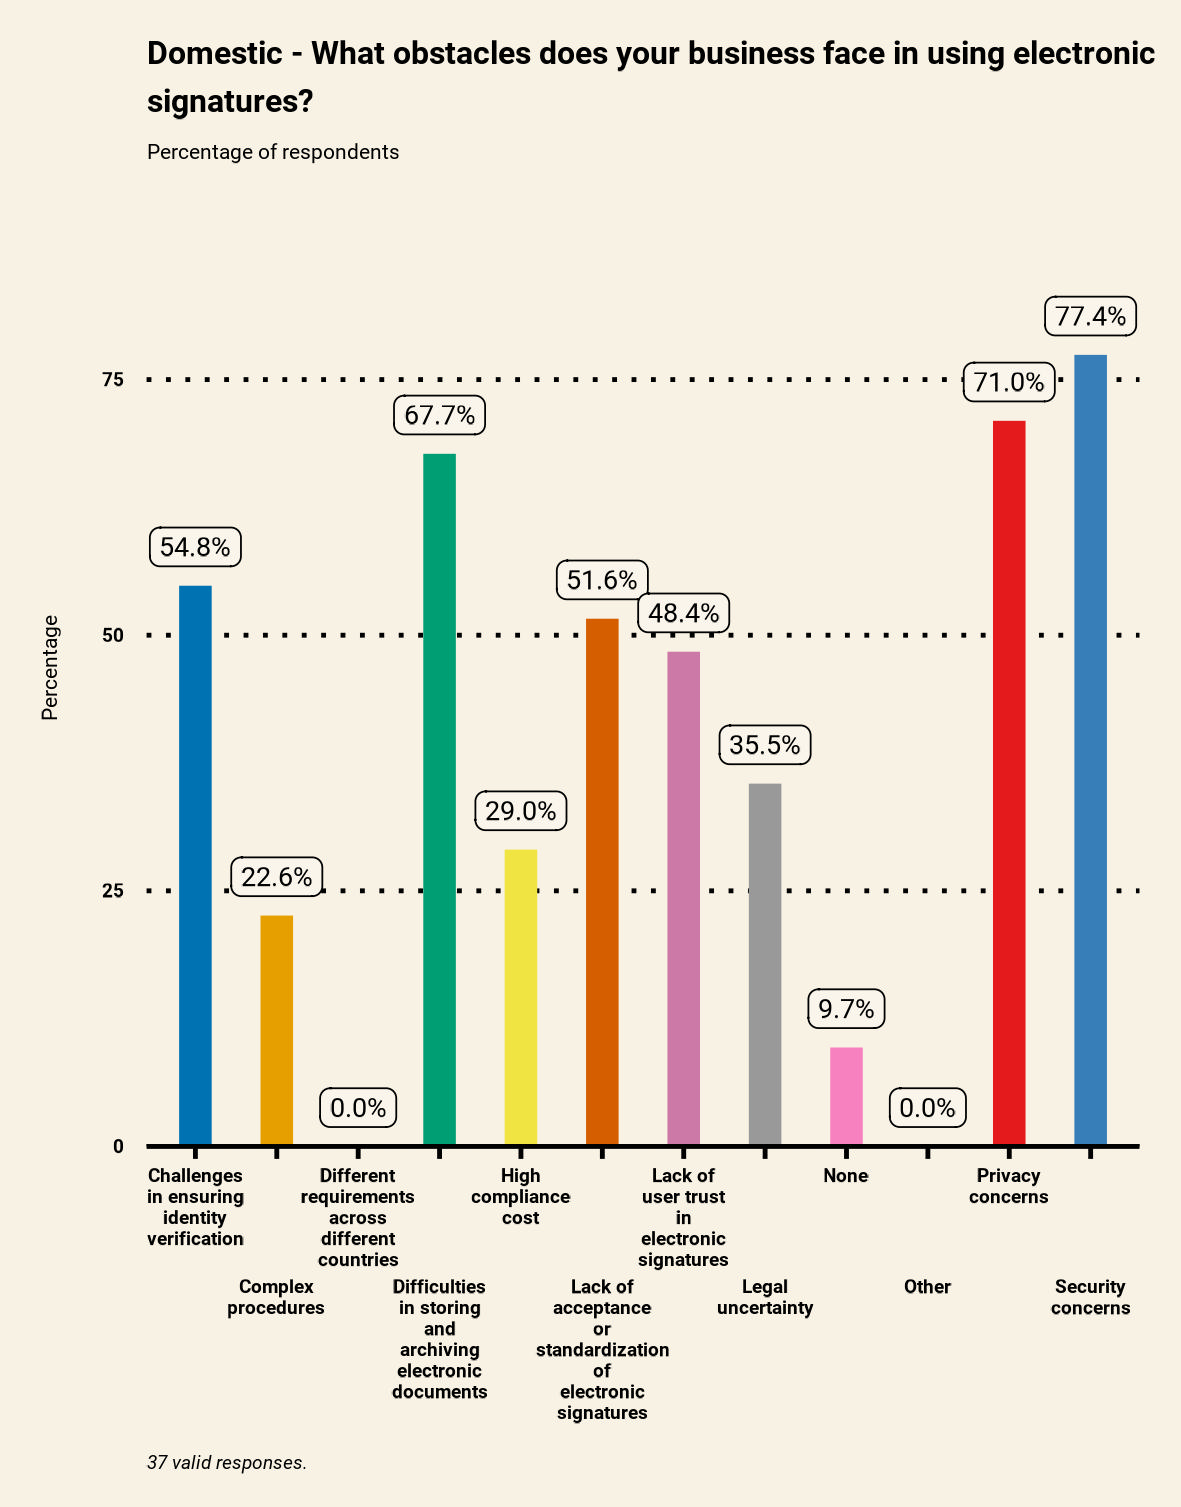 Domestic - What obstacles does your business face in using electronic
signatures?
Percentage of respondents
77.4%
75
71.0%
67.7%
54.8%
51.6%
48.4%
50
Percentage
35.5%
29.0%
22.6%
25
9.7%
0.0%
0.0%
0
Challenges
in ensuring
identity
verification
Complex
procedures
Different
requirements
across
different
countries
Difficulties
in storing
and
archiving
electronic
documents
High
compliance
cost
Lack of
acceptance
or
standardization
of
electronic
signatures
Lack of
user trust
in
electronic
signatures
Legal
uncertainty
None
Other
Privacy
concerns
Security
concerns
37 valid responses.